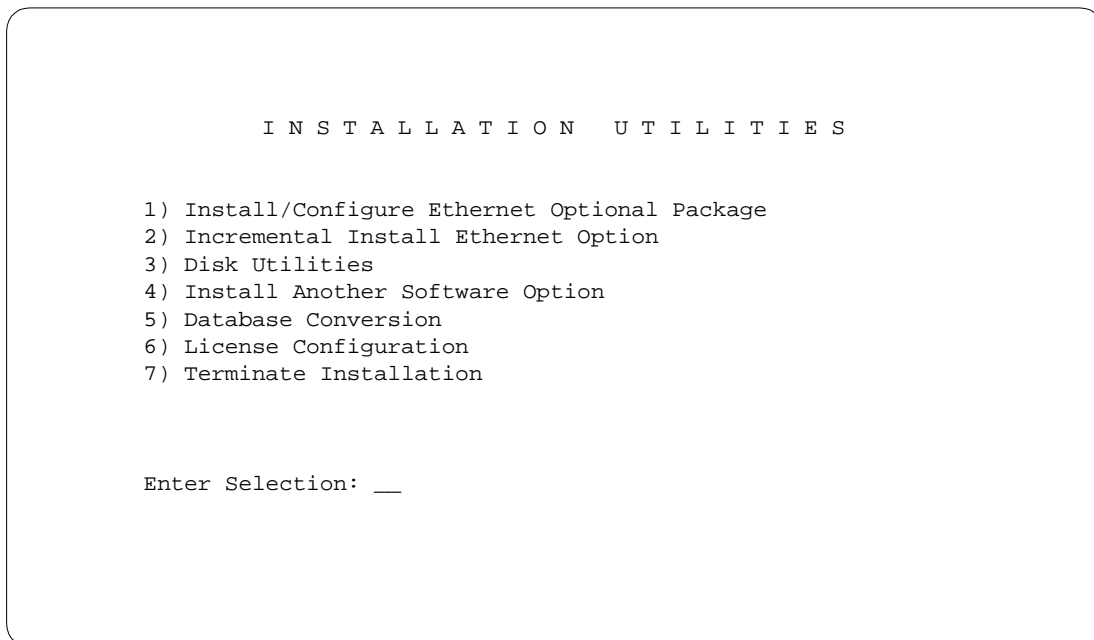 I N S T A L L A T I O N   U T I L I T I E S
1) Install/Configure Ethernet Optional Package
2) Incremental Install Ethernet Option
3) Disk Utilities
4) Install Another Software Option
5) Database Conversion
6) License Configuration
7) Terminate Installation
Enter Selection: __